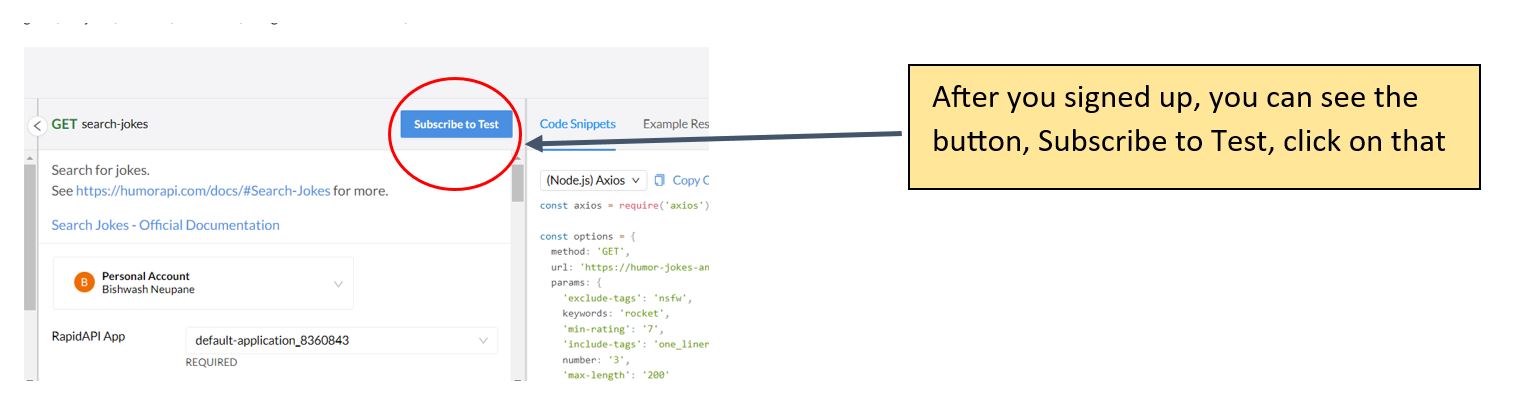 GET search-jokes
Subscribe to Test
Search for jokes.
See https://humorapi.com/docs/#Search-Jokes for more.
Search Jokes - Official Documentation
B
Personal Account
Bishwash Neupane
RapidAPI App
default-application_8360843
REQUIRED
Code Snippets Example Res
(Node.js) Axios Copy C
const axios = require('axios')
const options = {
method: 'GET',
url: 'https://humor-jokes-an
params: {
'exclude-tags': 'nsfw',
keywords: 'rocket',
'min-rating': '7',
'include-tags': 'one_liner
number: '3',
'max-length': '200'
After you signed up, you can see the
button, Subscribe to Test, click on that